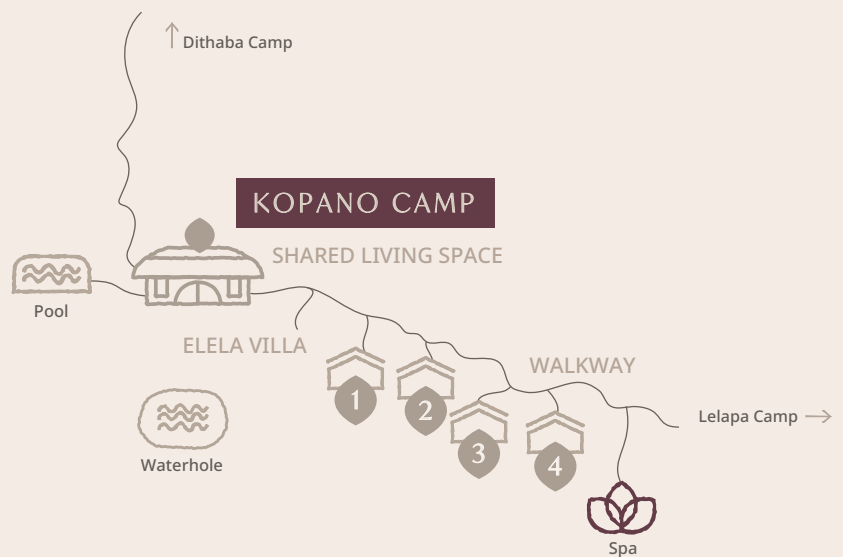 Dithaba Camp
KOPANO CAMP
SHARED LIVING SPACE
Pool
ELELA VILLA
WALKWAY
1
2
3
4
Lelapa Camp
Waterhole
Spa